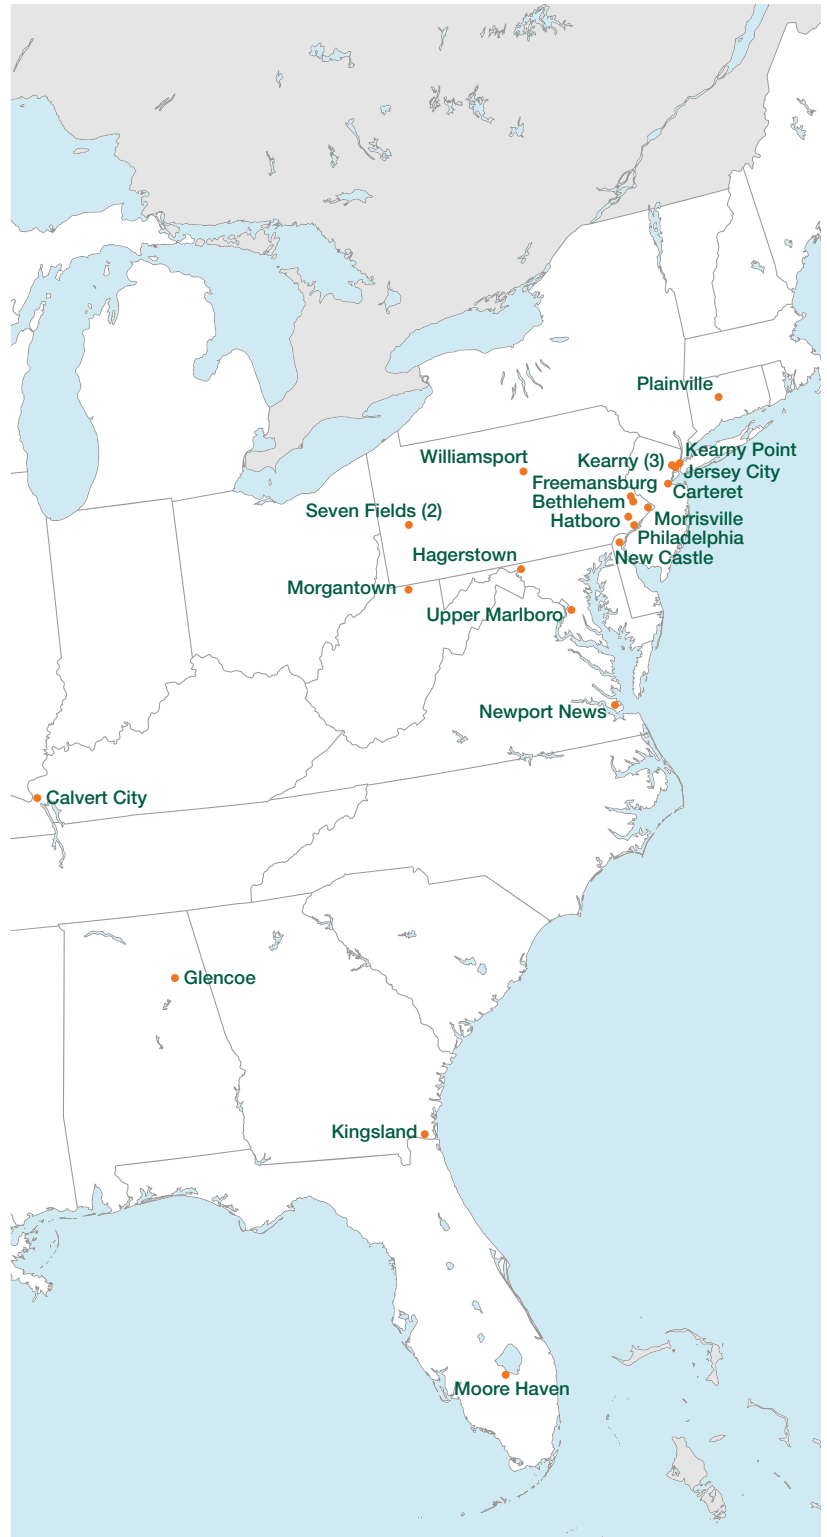 Plainville
Kearny Point
Williamsport
Kearny (3)
Jersey City
Freemansburg
Carteret
Bethlehem
Seven Fields (2)
Hatboro
Morrisville
Philadelphia
Hagerstown
New Castle
Morgantown
Upper Marlboro
Newport News
Calvert City
Glencoe
Kingsland
Moore Haven